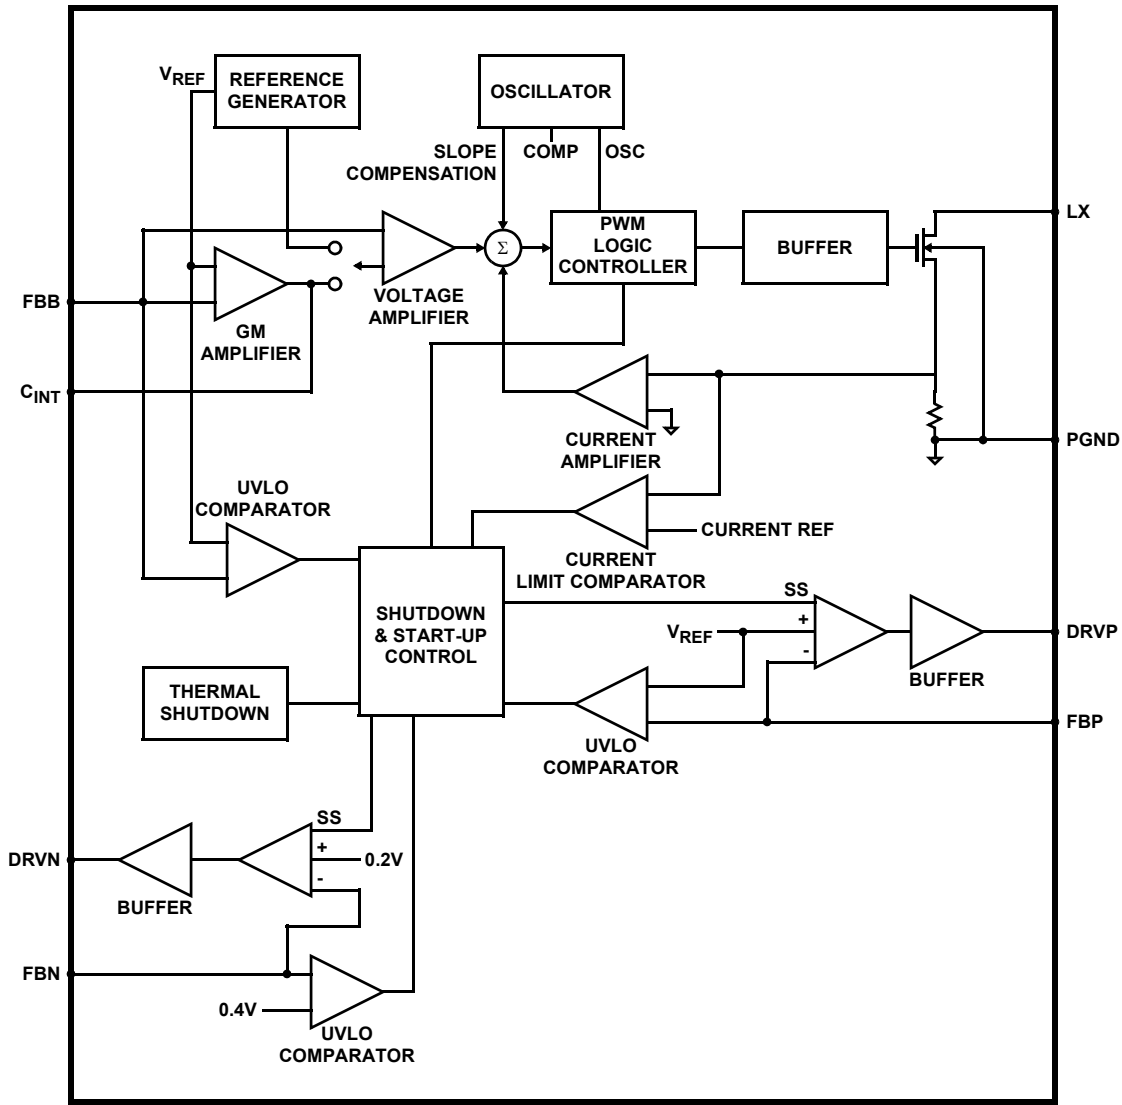 VREF
REFERENCE
GENERATOR
OSCILLATOR
SLOPE
COMPENSATION
COMP
OSC
LX
PWM
LOGIC
CONTROLLER
BUFFER
Σ
FBB
GM
AMPLIFIER
VOLTAGE
AMPLIFIER
CINT
CURRENT
AMPLIFIER
PGND
UVLO
COMPARATOR
CURRENT REF
CURRENT
LIMIT COMPARATOR
SHUTDOWN
& START-UP
CONTROL
SS
+
-
VREF
DRVP
BUFFER
THERMAL
SHUTDOWN
FBP
UVLO
COMPARATOR
SS
+
-
0.2V
DRVN
BUFFER
FBN
0.4V
UVLO
COMPARATOR